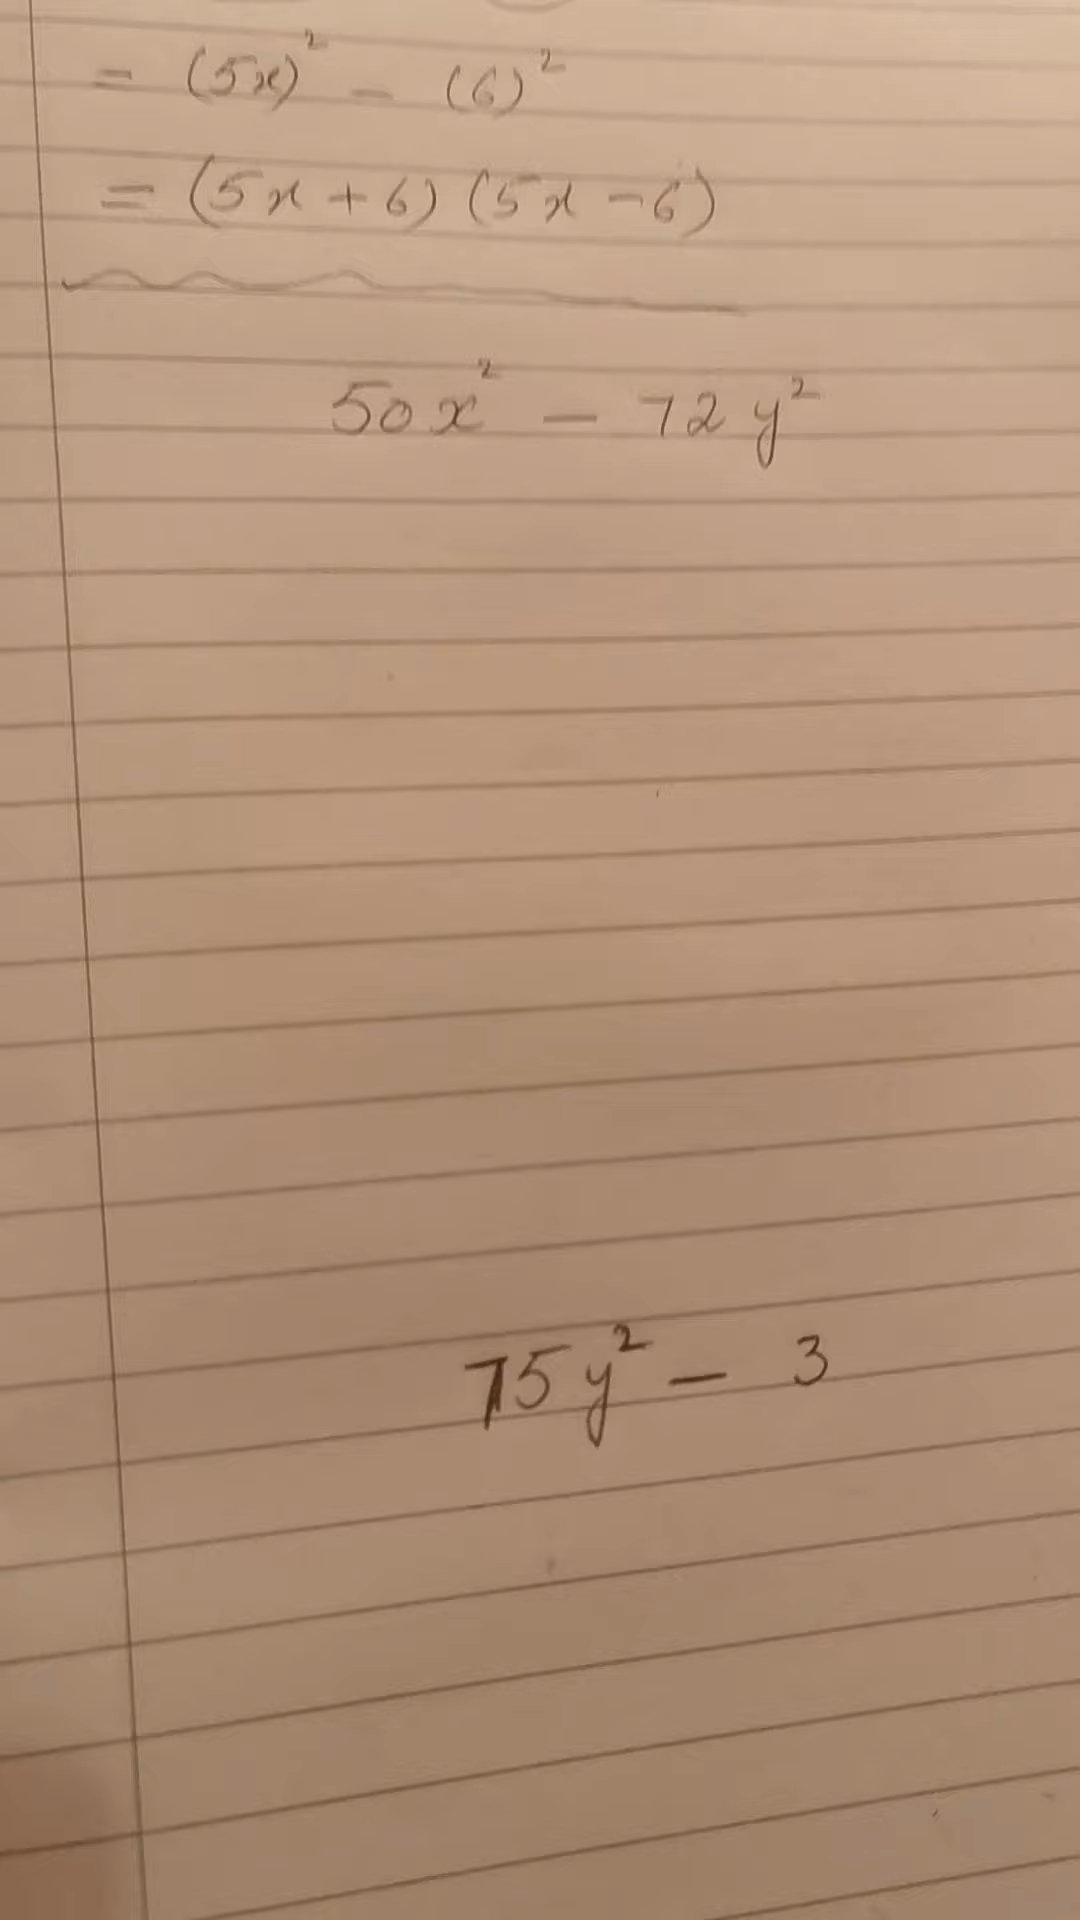 = (5x)² - (6)²
= (5x + 6) (5x - 6)
50x² - 72y²
75y² - 3